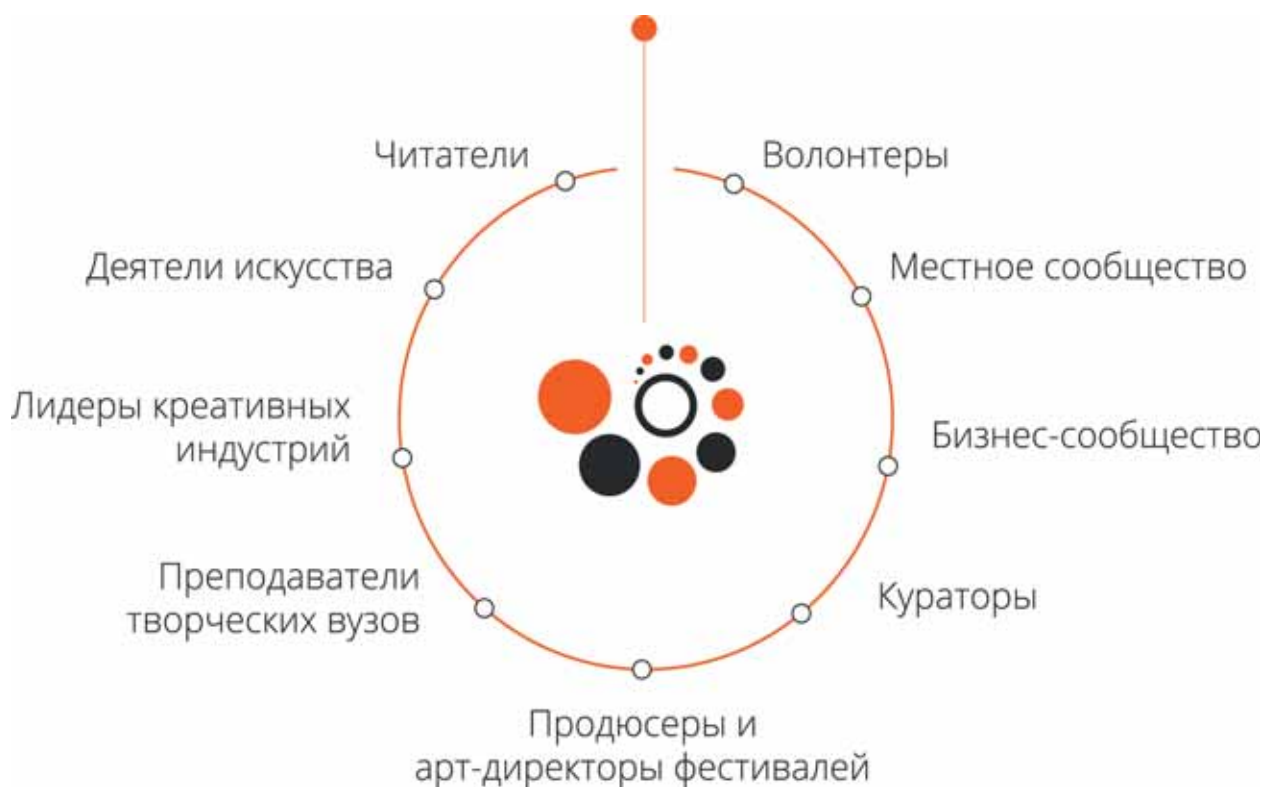 Читатели
Волонтеры
Деятели искусства
Местное сообщество
Лидеры креативных
индустрий
Бизнес-сообщество
Преподаватели
творческих вузов
Кураторы
Продюсеры и
арт-директоры фестивалей